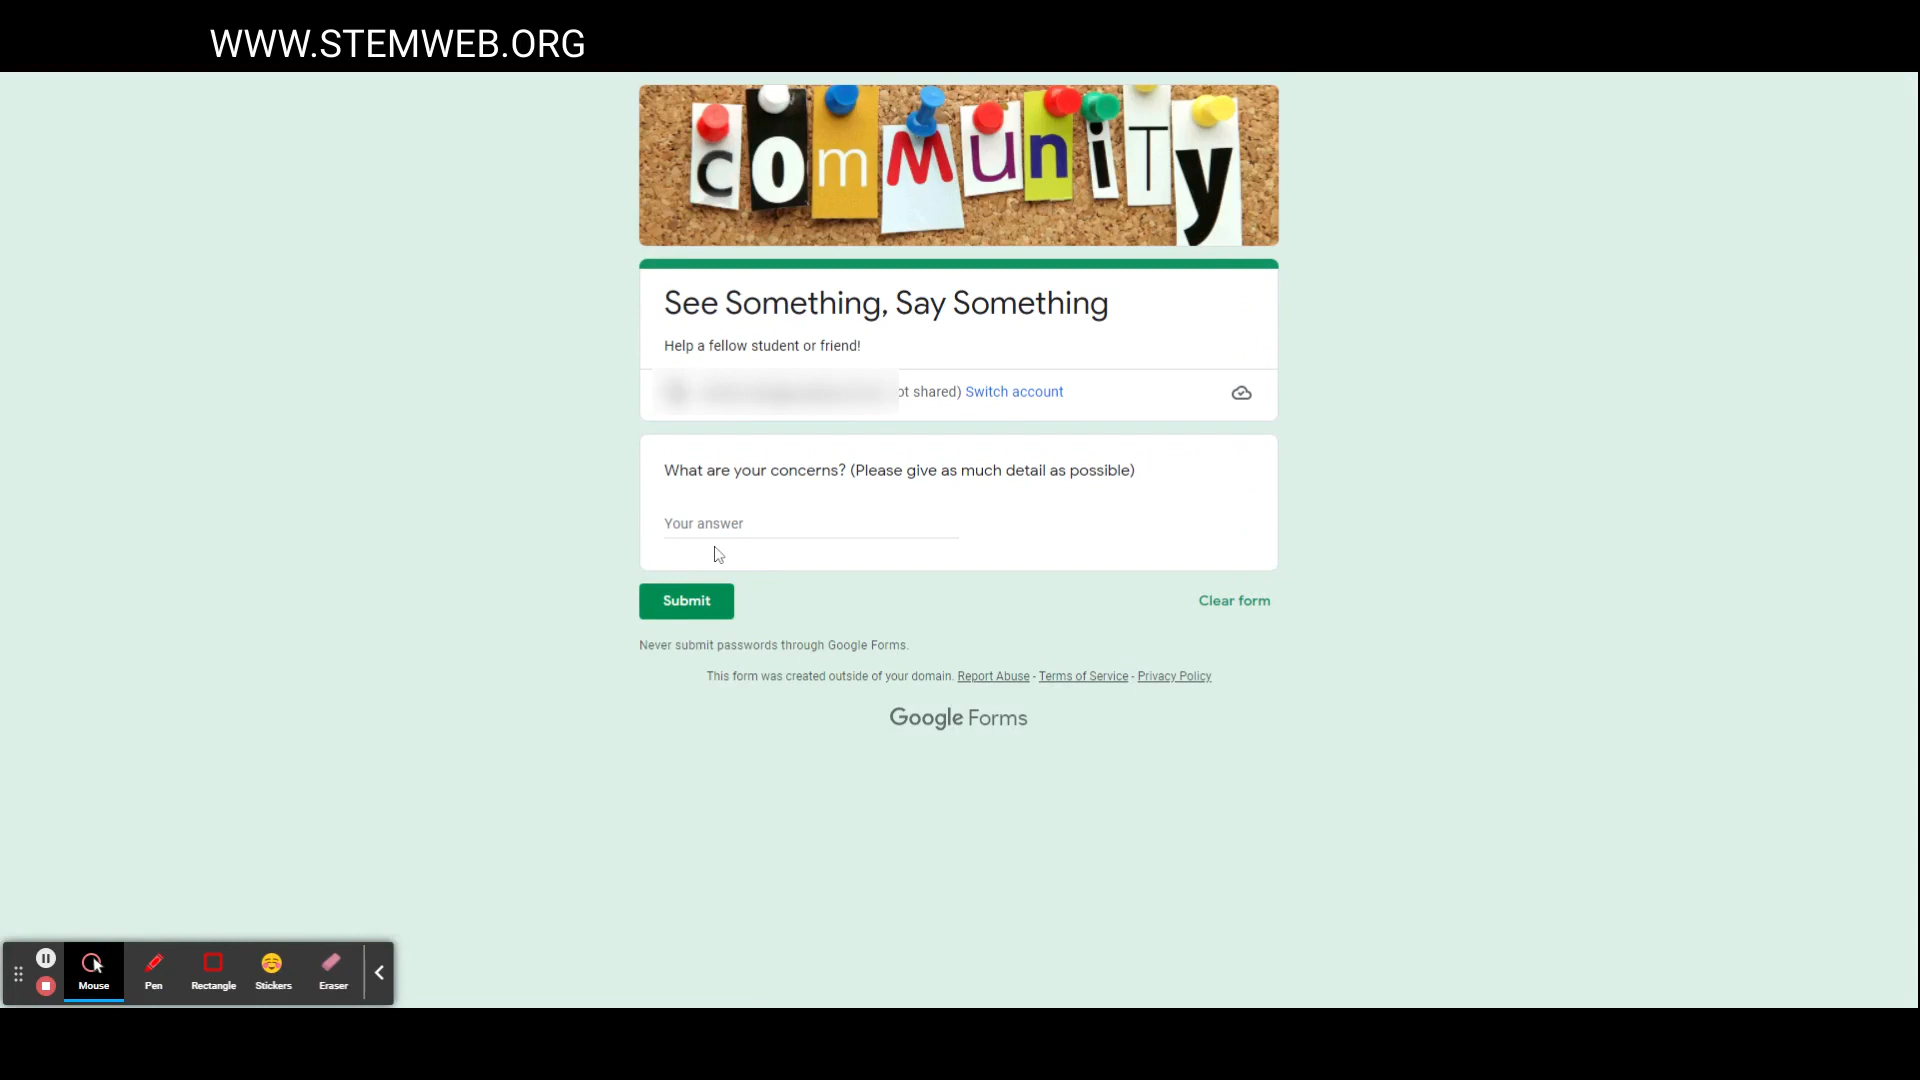 WWW.STEMWEB.ORG
coMMUniTy
See Something, Say Something
Help a fellow student or friend!
ot shared) Switch account
What are your concerns? (Please give as much detail as possible)
Your answer
Submit
Clear form
Never submit passwords through Google Forms.
This form was created outside of your domain. Report Abuse - Terms of Service - Privacy Policy
Google Forms
Mouse
Pen
Rectangle
Stickers
Eraser